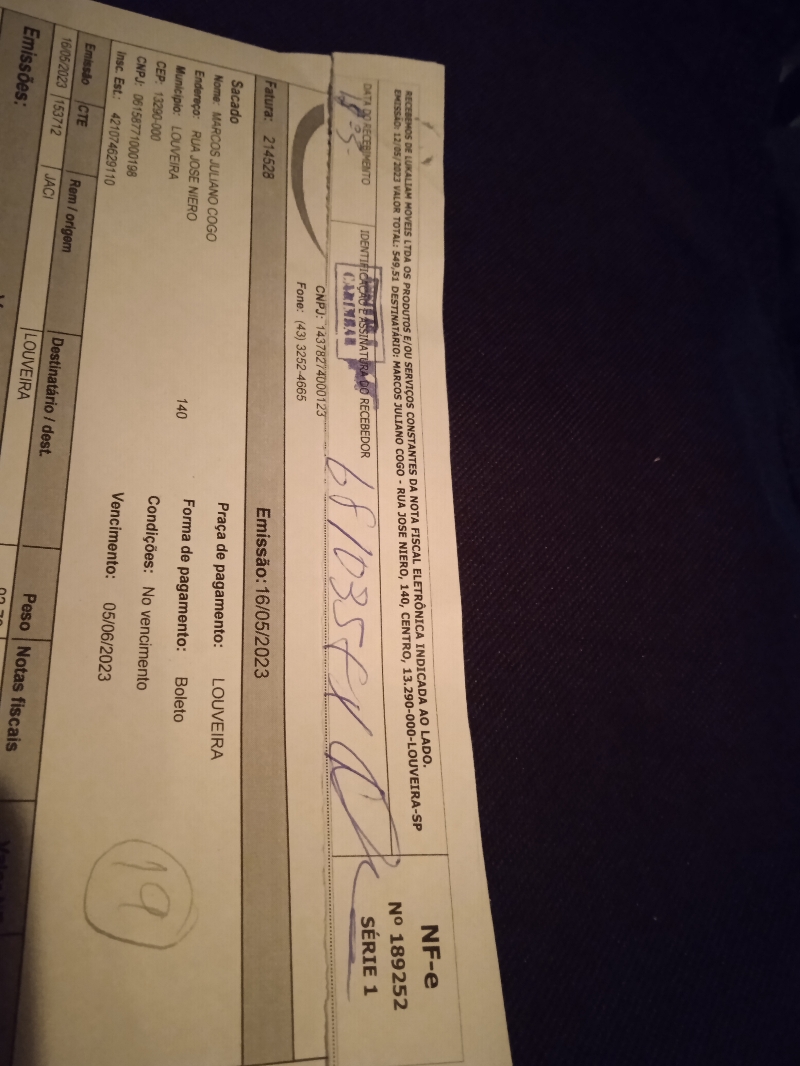 RECEBEMOS DE LUKALIAM MOVEIS LTDA OS PRODUTOS E/OU SERVIÇOS CONSTANTES DA NOTA FISCAL ELETRÔNICA INDICADA AO LADO.
EMISSÃO: 12/05/2023 VALOR TOTAL: 549,51 DESTINATÁRIO: MARCOS JULIANO COGO - RUA JOSE NIERO, 140, CENTRO, 13.290-000-LOUVEIRA-SP
NF-e
Nº 189252
SÉRIE 1
DATA DO RECEBIMENTO
IDENTIFICAÇÃO E ASSINATURA DO RECEBEDOR
CNPJ: 14378274000123
Fone: (43) 3252-4665
Fatura: 214528
Emissão: 16/05/2023
Sacado
Nome: MARCOS JULIANO COGO
Praça de pagamento: LOUVEIRA
Endereço: RUA JOSE NIERO 140
Forma de pagamento: Boleto
Município: LOUVEIRA
Condições: No vencimento
CEP: 13290-000
Vencimento: 05/06/2023
CNPJ: 06158771000198
Insc. Est.: 421074629110
19
Emissão CTE Rem / origem Destinatário / dest. Peso Notas fiscais
16/05/2023 153712 JACI LOUVEIRA
Emissões: